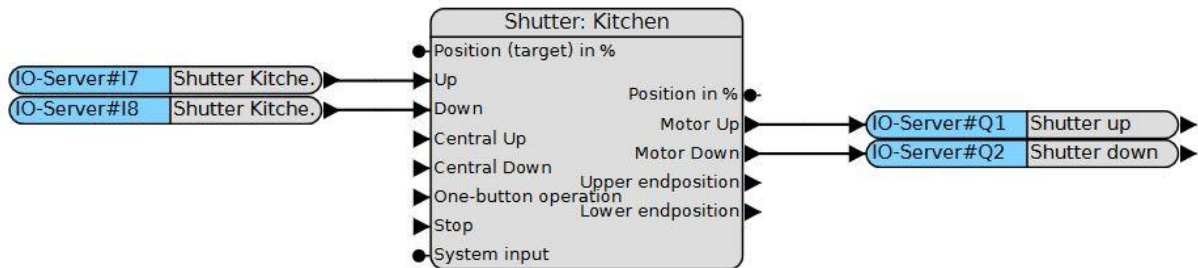 Shutter: Kitchen
Position (target) in %
IO-Server#I7 Shutter Kitche.
Up
IO-Server#I8 Shutter Kitche.
Down
Central Up
Central Down
One-button operation
Stop
System input
Position in %
Motor Up
IO-Server#Q1 Shutter up
Motor Down
IO-Server#Q2 Shutter down
Upper endposition
Lower endposition